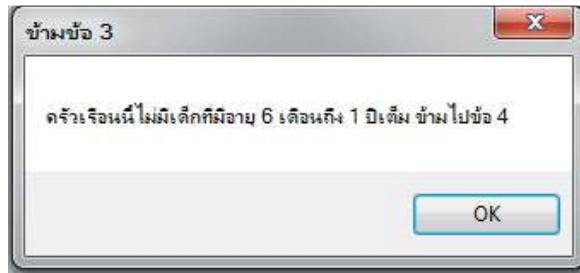 ข้ามข้อ 3
ครัวเรือนนี้ไม่มีเด็กที่มีอายุ 6 เดือนถึง 1 ปีเต็ม ข้ามไปข้อ 4
OK